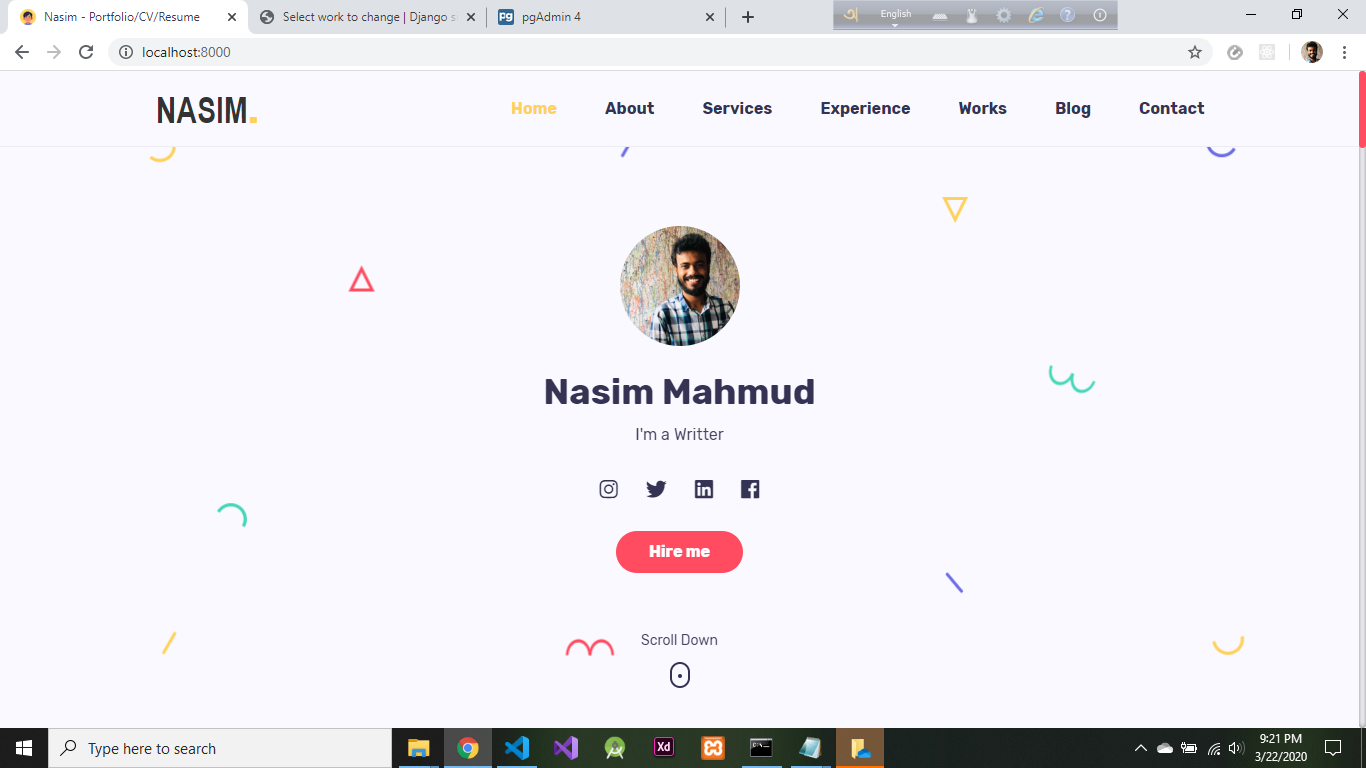 Nasim - Portfolio/CV/Resume
Select work to change | Django s
pgAdmin 4
English
localhost:8000
NASIM.
Home About Services Experience Works Blog Contact
Nasim Mahmud
I'm a Writter
Hire me
Scroll Down
Type here to search
Xd
9:21 PM
3/22/2020